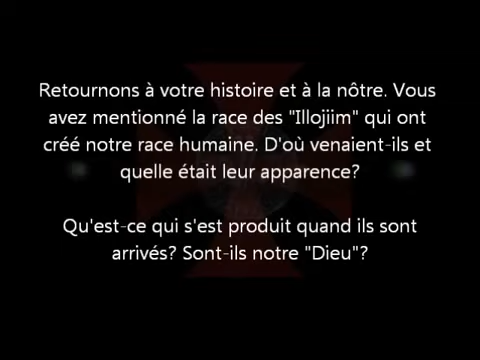 Retournons à votre histoire et à la nôtre. Vous
avez mentionné la race des "Illojiim" qui ont
créé notre race humaine. D'où venaient-ils et
quelle était leur apparence?
Qu'est-ce qui s'est produit quand ils sont
arrivés? Sont-ils notre "Dieu"?